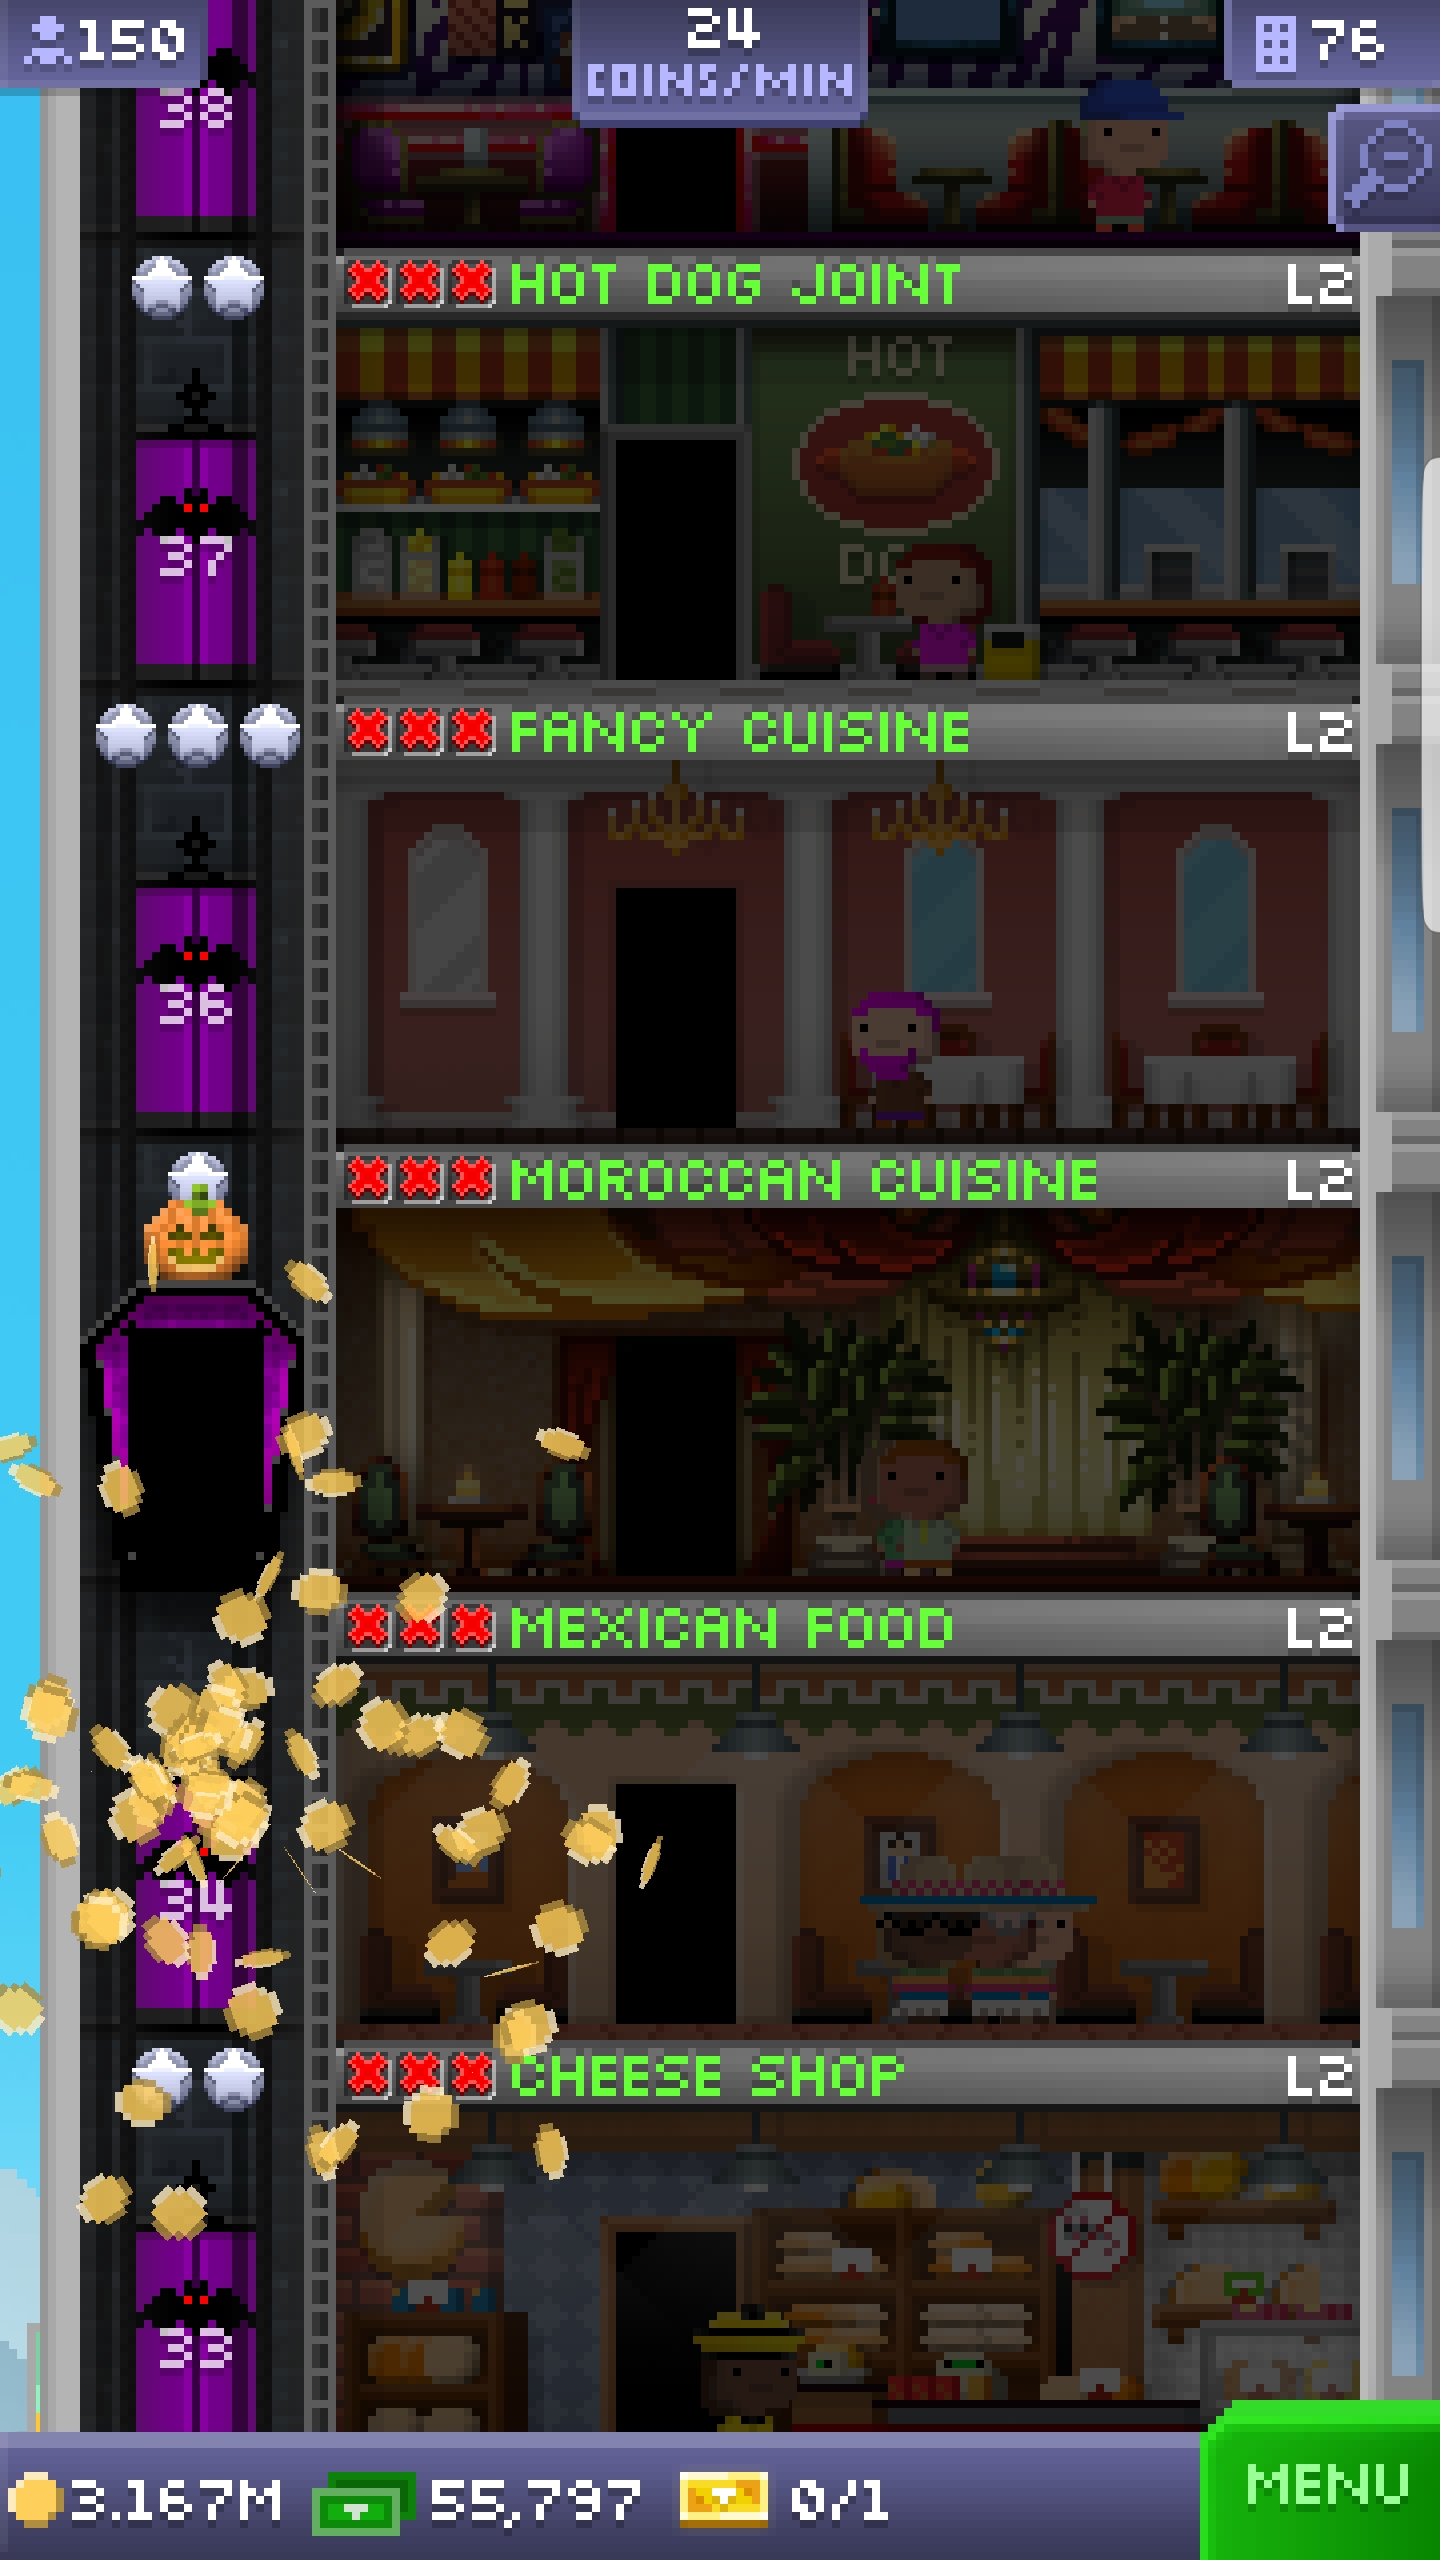 150
24
COINS/MIN
76
38
HOT DOG JOINT L2
HOT
37
FANCY CUISINE L2
36
MOROCCAN CUISINE L2
MEXICAN FOOD L2
34
CHEESE SHOP L2
33
3.167M 55,797 0/1
MENU